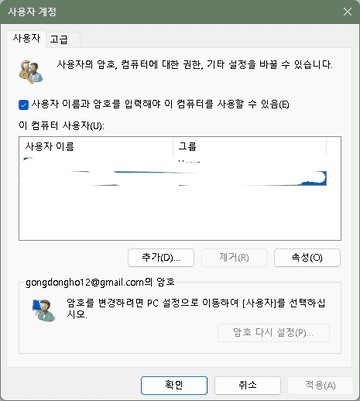 사용자 계정
사용자 고급
사용자의 암호, 컴퓨터에 대한 권한, 기타 설정을 바꿀 수 있습니다.
사용자 이름과 암호를 입력해야 이 컴퓨터를 사용할 수 있음(E)
이 컴퓨터 사용자(U):
사용자 이름 그룹
추가(D)... 제거(R) 속성(O)
gongdongho12@gmail.com의 암호
암호를 변경하려면 PC 설정으로 이동하여 [사용자]를 선택하십
시오.
암호 다시 설정(P)...
확인 취소 적용(A)